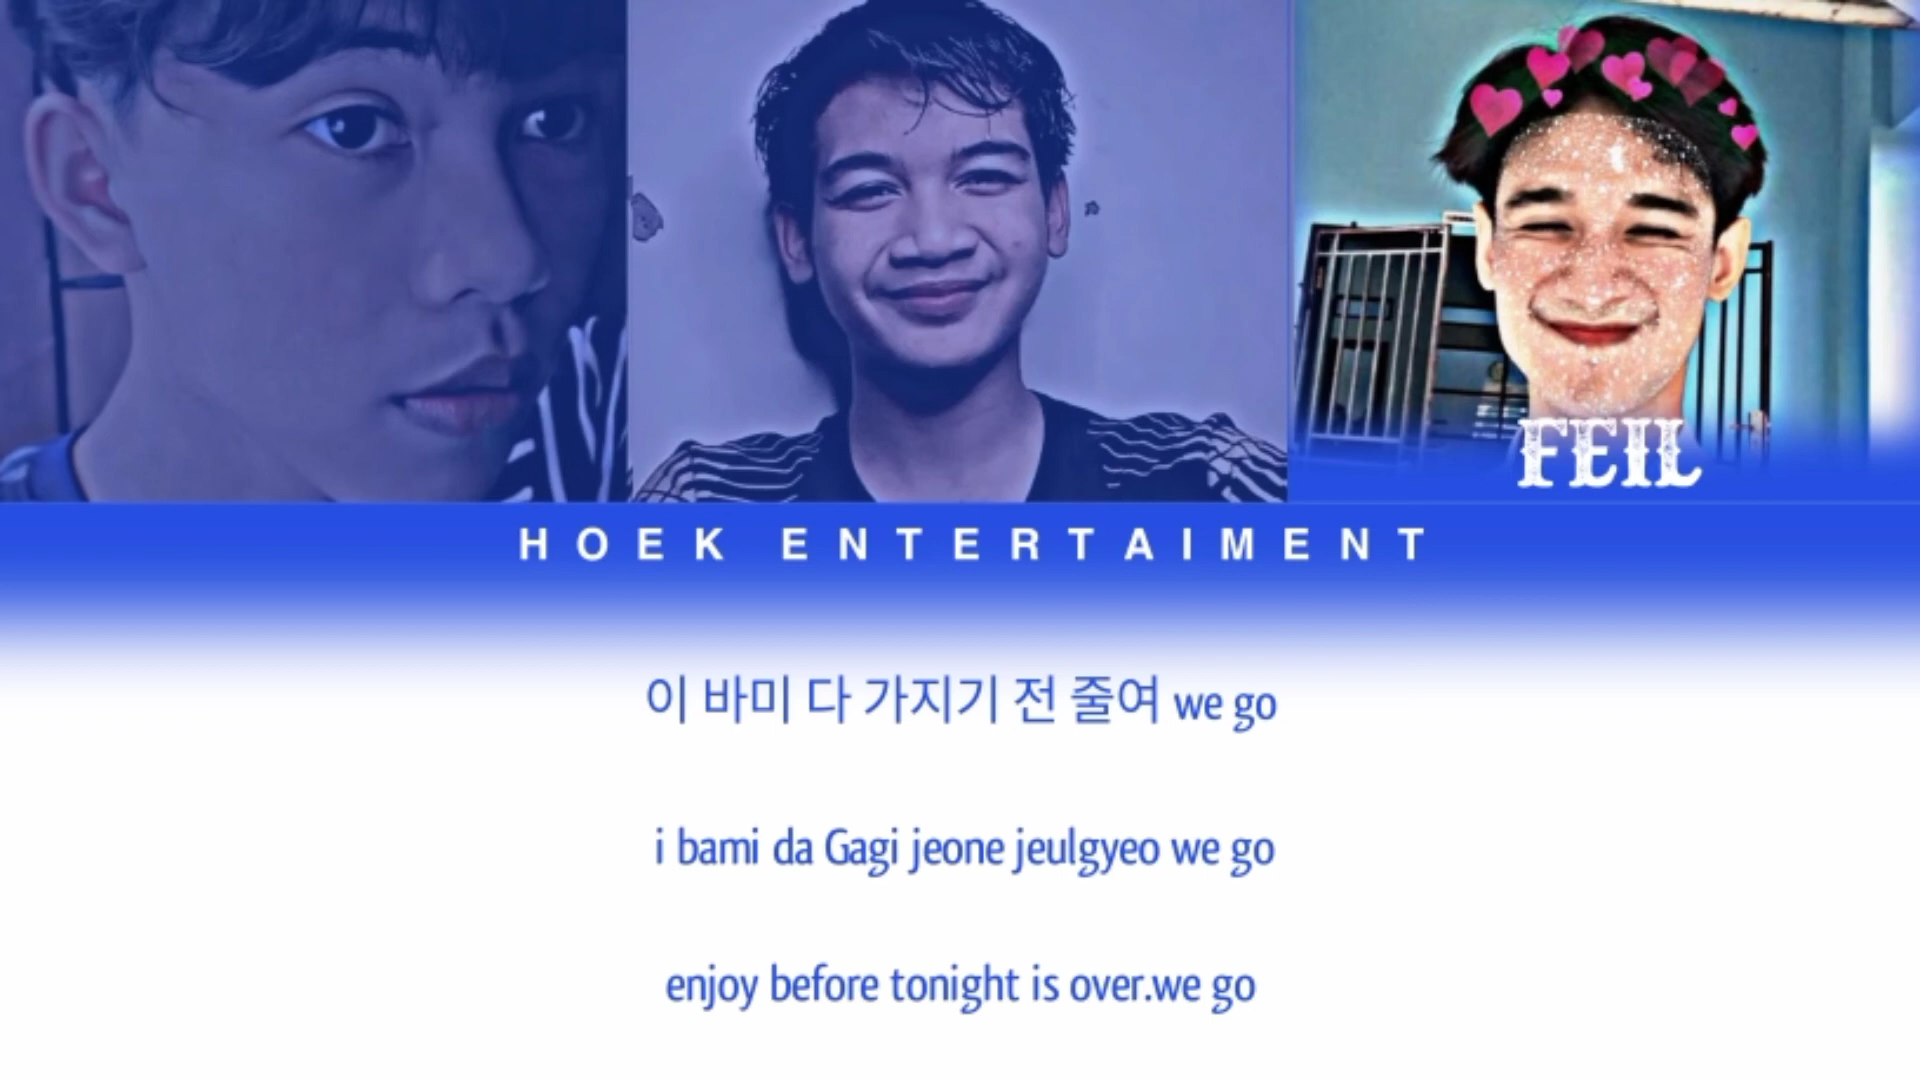 FEIL
HOEK ENTERTAIMENT
이 바미 다 가지기 전 줄여 we go
i bami da Gagi jeone jeulgyeo we go
enjoy before tonight is over.we go